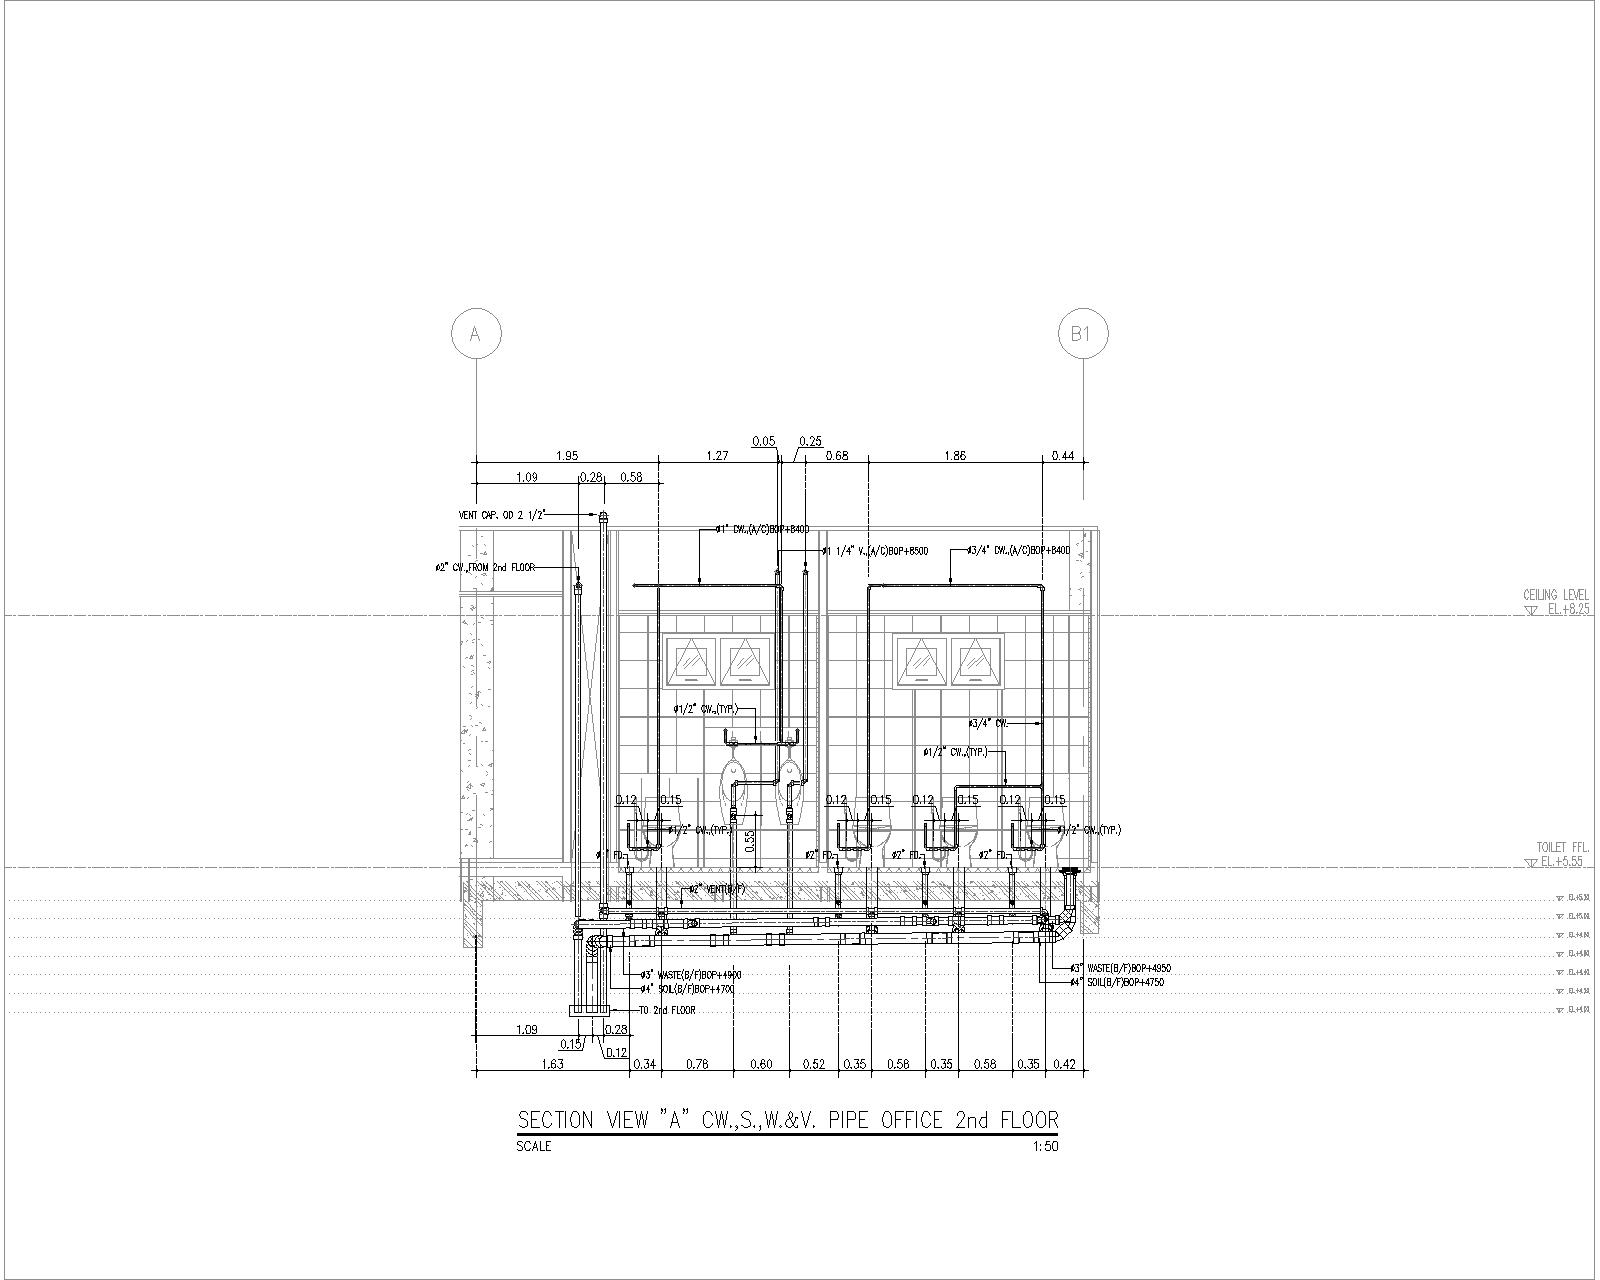 A
B1
0.05
0.25
1.95
1.27
0.68
1.86
0.44
1.09
0.28
0.58
VENT CAP. OD 2 1/2"
ø1" CW.,(A/C)BOP+8400
ø1 1/4" V.,(A/C)BOP+8500
ø3/4" CW.,(A/C)BOP+8400
ø2" CW.,FROM 2nd FLOOR
CEILING LEVEL
EL.+8.25
ø1/2" CW.,(TYP.)
ø3/4" CW.
ø1/2" CW.,(TYP.)
0.12
0.15
0.12
0.15
0.12
0.15
0.12
0.15
ø1/2" CW.,(TYP.)
ø1/2" CW.,(TYP.)
0.55
ø2" FD.
ø2" FD.
ø2" FD.
ø2" FD.
TOILET FFL.
EL.+5.55
ø2" VENT(B/F)
ø3" WASTE(B/F)BOP+4900
ø3" WASTE(B/F)BOP+4950
ø4" SOIL(B/F)BOP+4700
ø4" SOIL(B/F)BOP+4750
TO 2nd FLOOR
1.09
0.28
0.15
0.12
1.63
0.34
0.76
0.60
0.52
0.35
0.56
0.35
0.58
0.35
0.42
SECTION VIEW "A" CW.,S.,W.&V. PIPE OFFICE 2nd FLOOR
SCALE
1:50